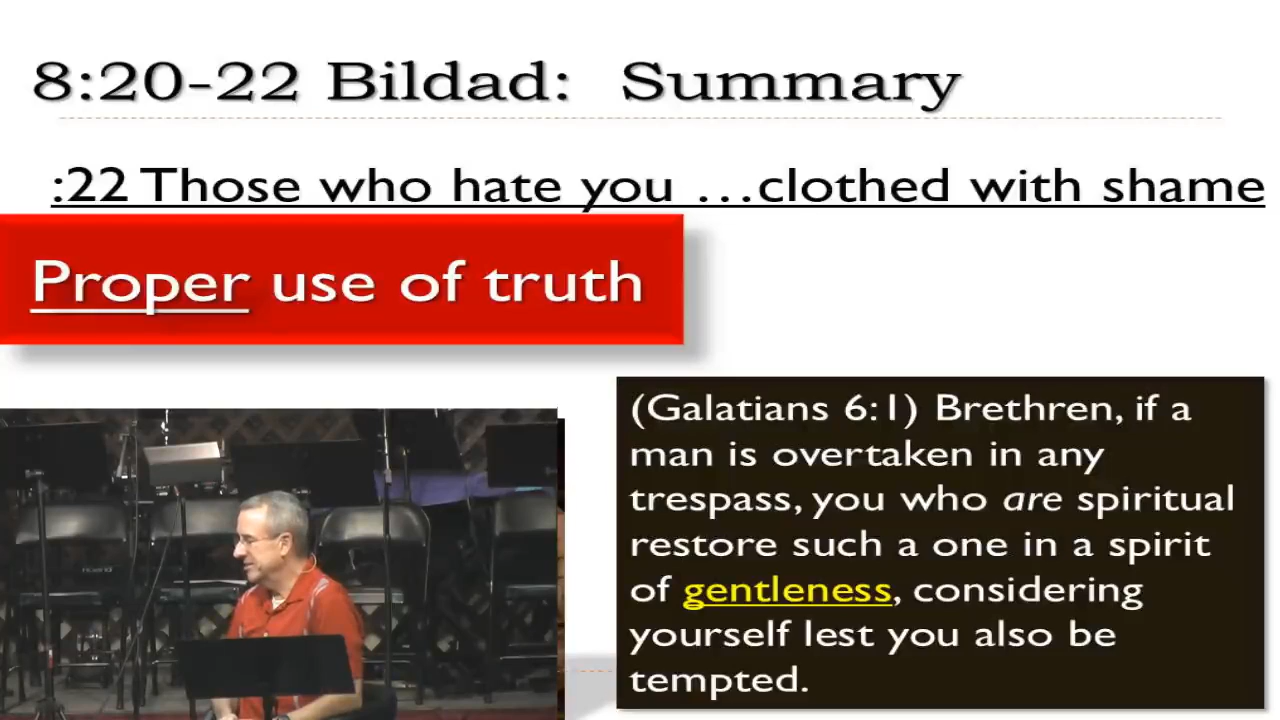 8:20-22 Bildad: Summary
:22 Those who hate you …clothed with shame
Proper use of truth
(Galatians 6:1) Brethren, if a
man is overtaken in any
trespass, you who are spiritual
restore such a one in a spirit
of gentleness, considering
yourself lest you also be
tempted.